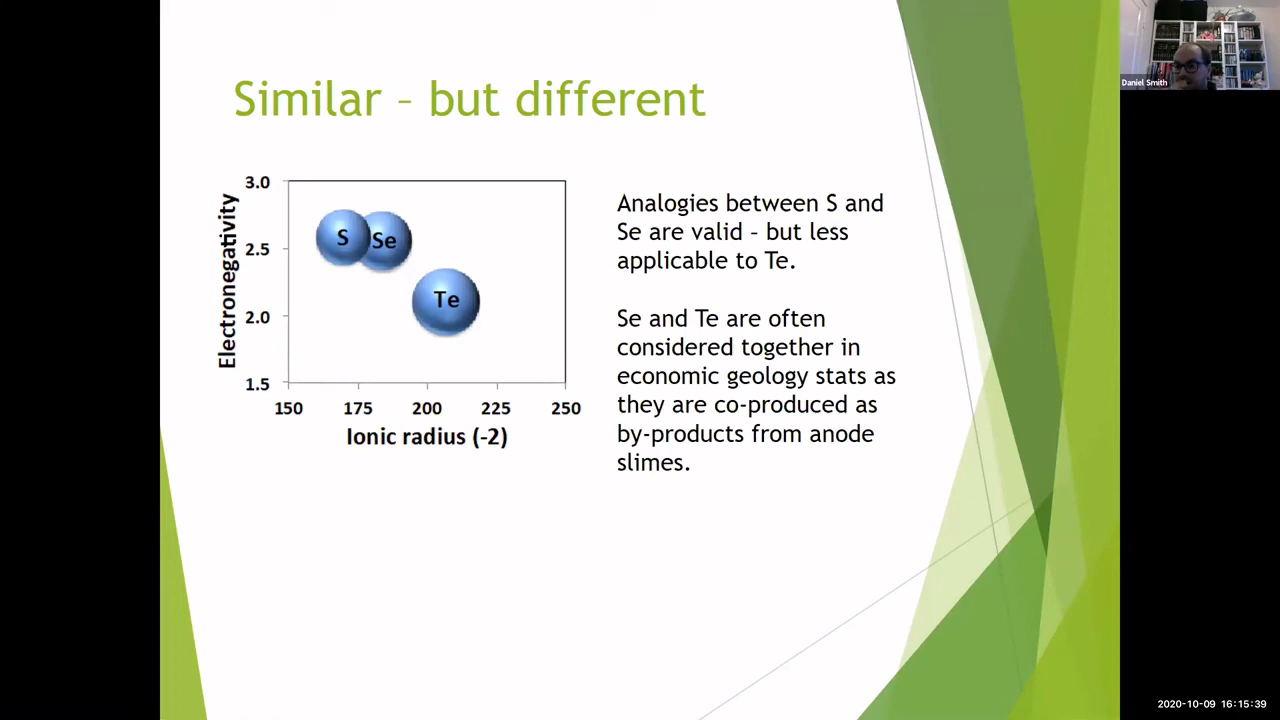 Daniel Smith
Similar – but different
3.0
2.5
2.0
1.5
Electronegativity
S
Se
Te
150 175 200 225 250
Ionic radius (-2)
Analogies between S and
Se are valid – but less
applicable to Te.
Se and Te are often
considered together in
economic geology stats as
they are co-produced as
by-products from anode
slimes.
2020-10-09 16:15:39